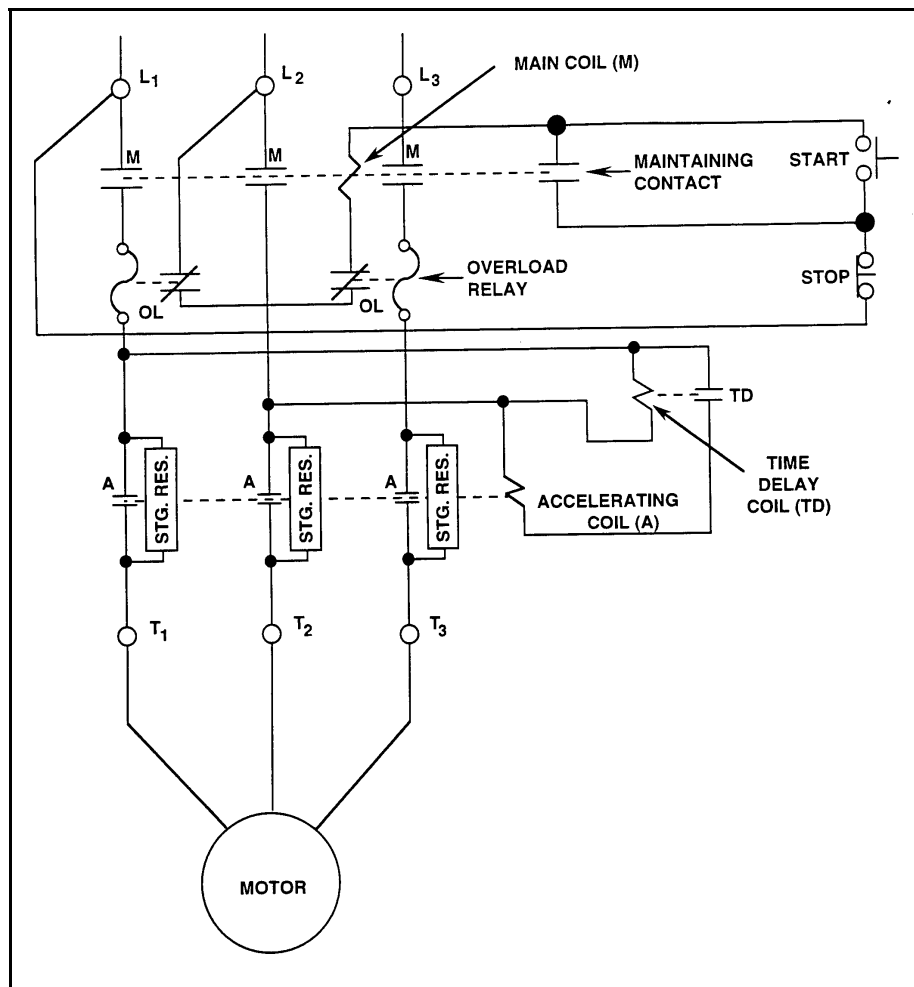 L1
L2
L3
MAIN COIL (M)
M
M
M
MAINTAINING
CONTACT
START
OVERLOAD
RELAY
STOP
OL
OL
TD
TIME
DELAY
COIL (TD)
A
STG. RES.
A
STG. RES.
A
STG. RES.
ACCELERATING
COIL (A)
T1
T2
T3
MOTOR